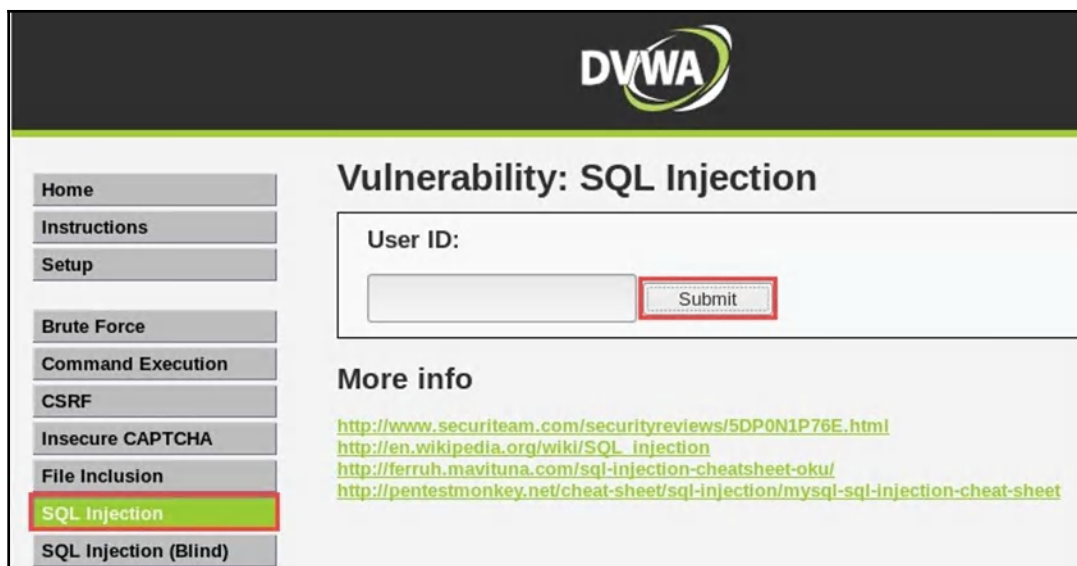 DVWA
Home
Instructions
Setup
Brute Force
Command Execution
CSRF
Insecure CAPTCHA
File Inclusion
SQL Injection
SQL Injection (Blind)
Vulnerability: SQL Injection
User ID:
Submit
More info
http://www.securiteam.com/securityreviews/5DP0N1P76E.html
http://en.wikipedia.org/wiki/SQL_injection
http://ferruh.mavituna.com/sql-injection-cheatsheet-oku/
http://pentestmonkey.net/cheat-sheet/sql-injection/mysql-sql-injection-cheat-sheet